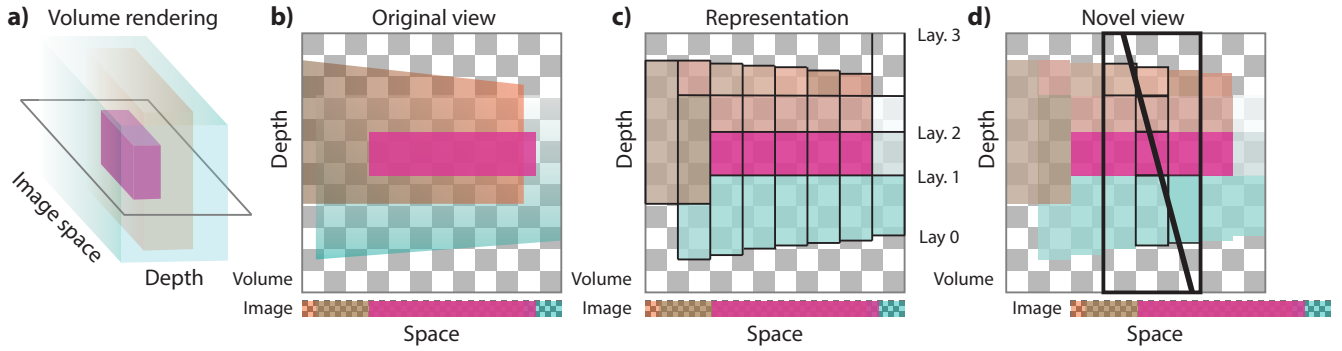 a) Volume rendering
Image space
Depth
b) Original view
Depth
Volume
Image
Space
c) Representation
Depth
Lay. 3
Lay. 2
Lay. 1
Lay 0
Volume
Image
Space
d) Novel view
Depth
Volume
Image
Space